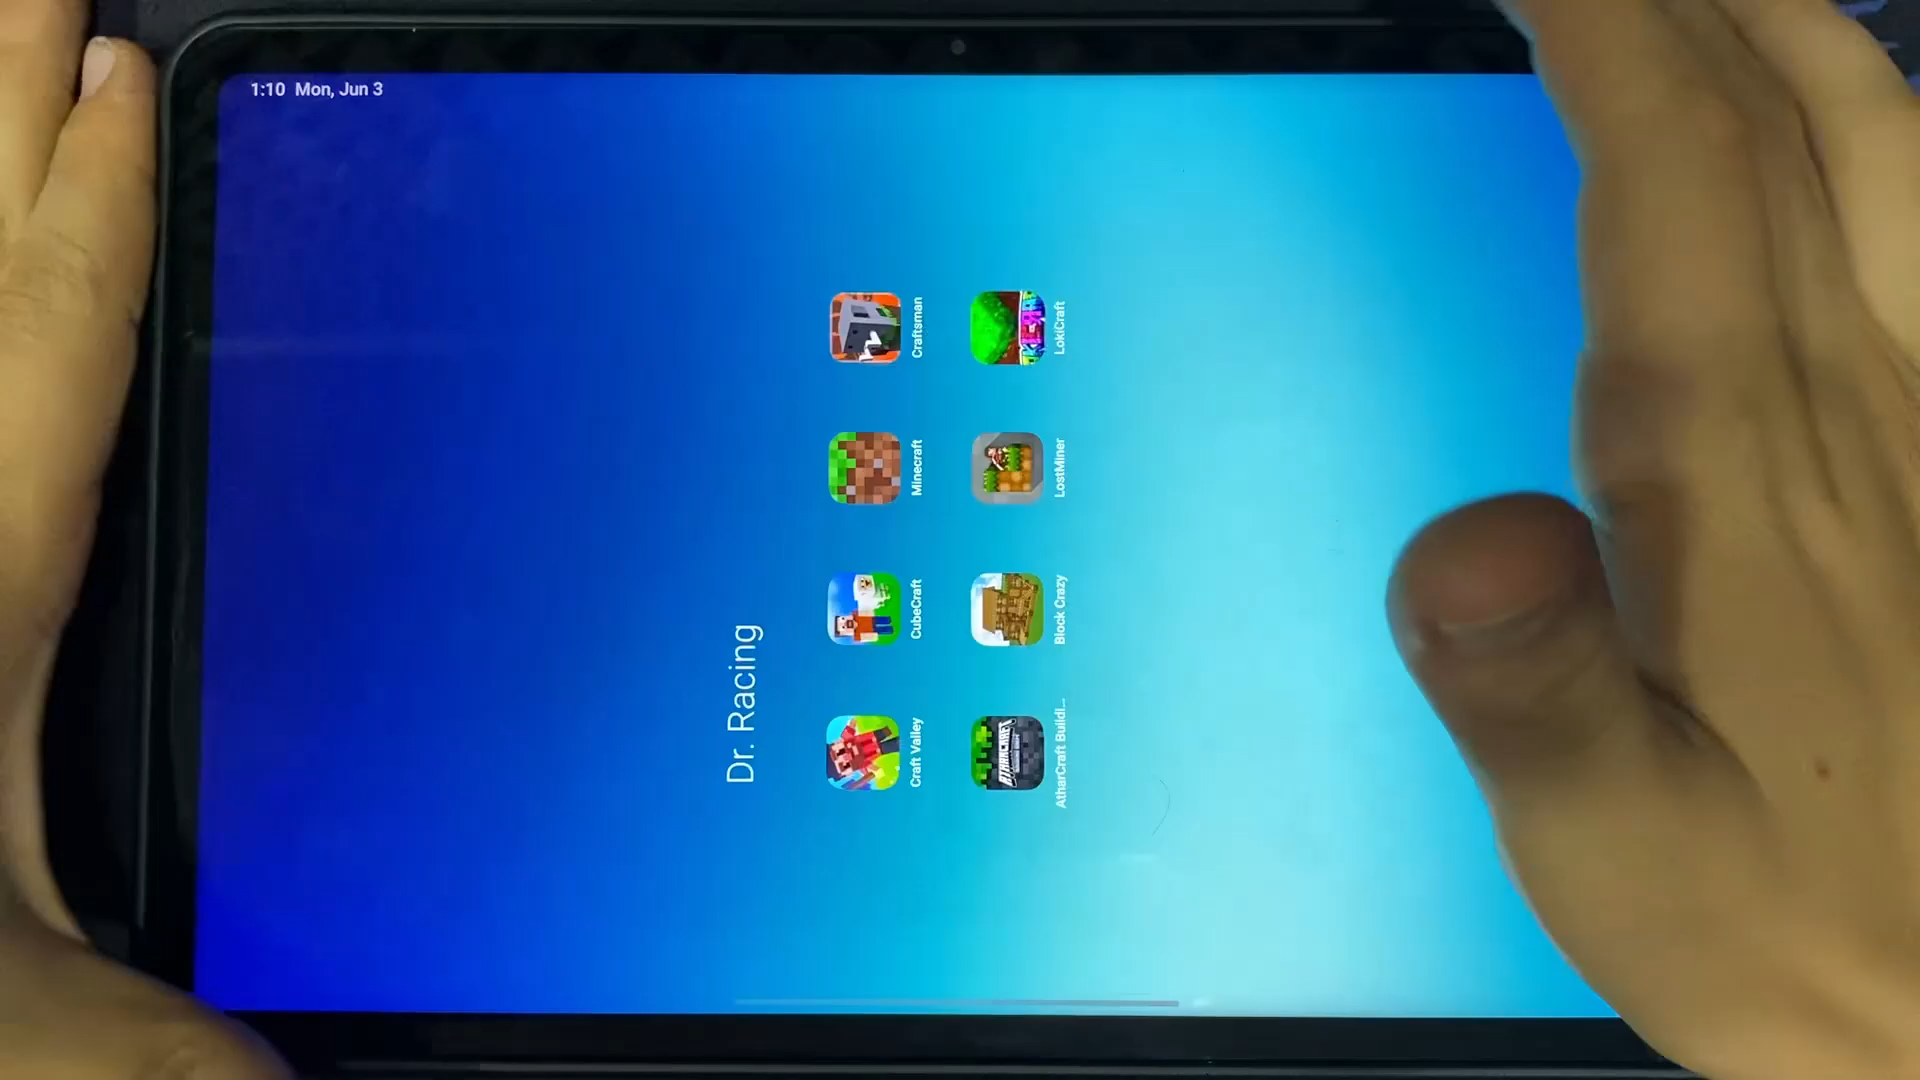 1:10 Mon, Jun 3
Dr. Racing
Craft Valley
CubeCraft
Minecraft
Craftsman
AtharCraft Buildi...
Block Crazy
LostMiner
LokiCraft